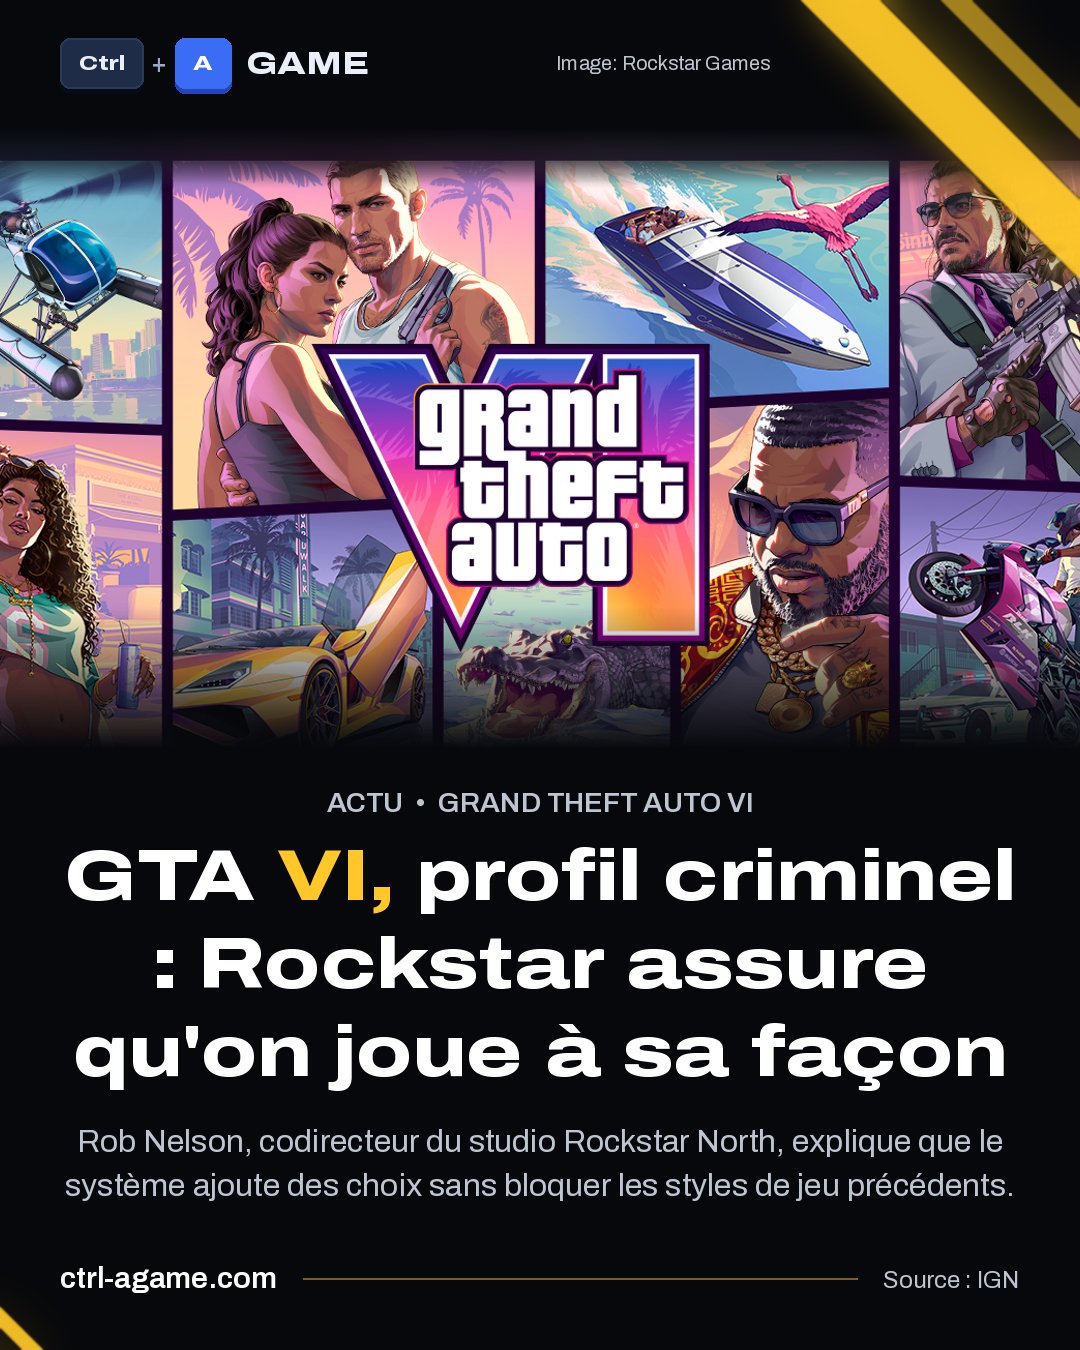 Ctrl + A GAME
Image: Rockstar Games
VI
grand
theft
auto
ACTU • GRAND THEFT AUTO VI
GTA VI, profil criminel
: Rockstar assure
qu'on joue à sa façon
Rob Nelson, codirecteur du studio Rockstar North, explique que le
système ajoute des choix sans bloquer les styles de jeu précédents.
ctrl-agame.com
Source : IGN